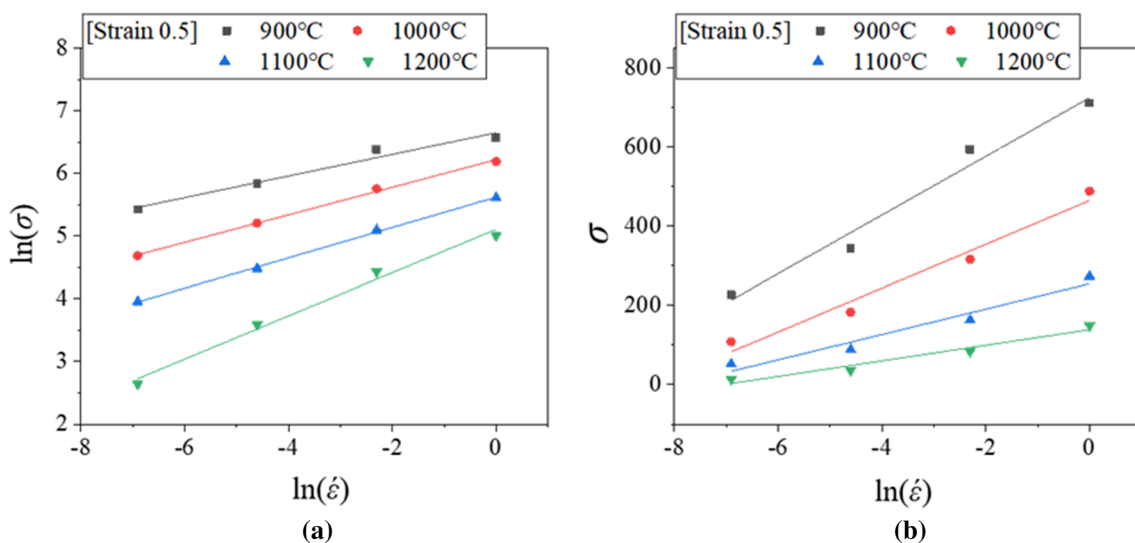 [Strain 0.5] 900℃ 1000℃
1100℃ 1200℃
8
7
6
5
4
3
2
ln(σ)
-8 -6 -4 -2 0
ln(έ)
(a)
[Strain 0.5] 900℃ 1000℃
1100℃ 1200℃
800
600
400
200
0
σ
-8 -6 -4 -2 0
ln(έ)
(b)